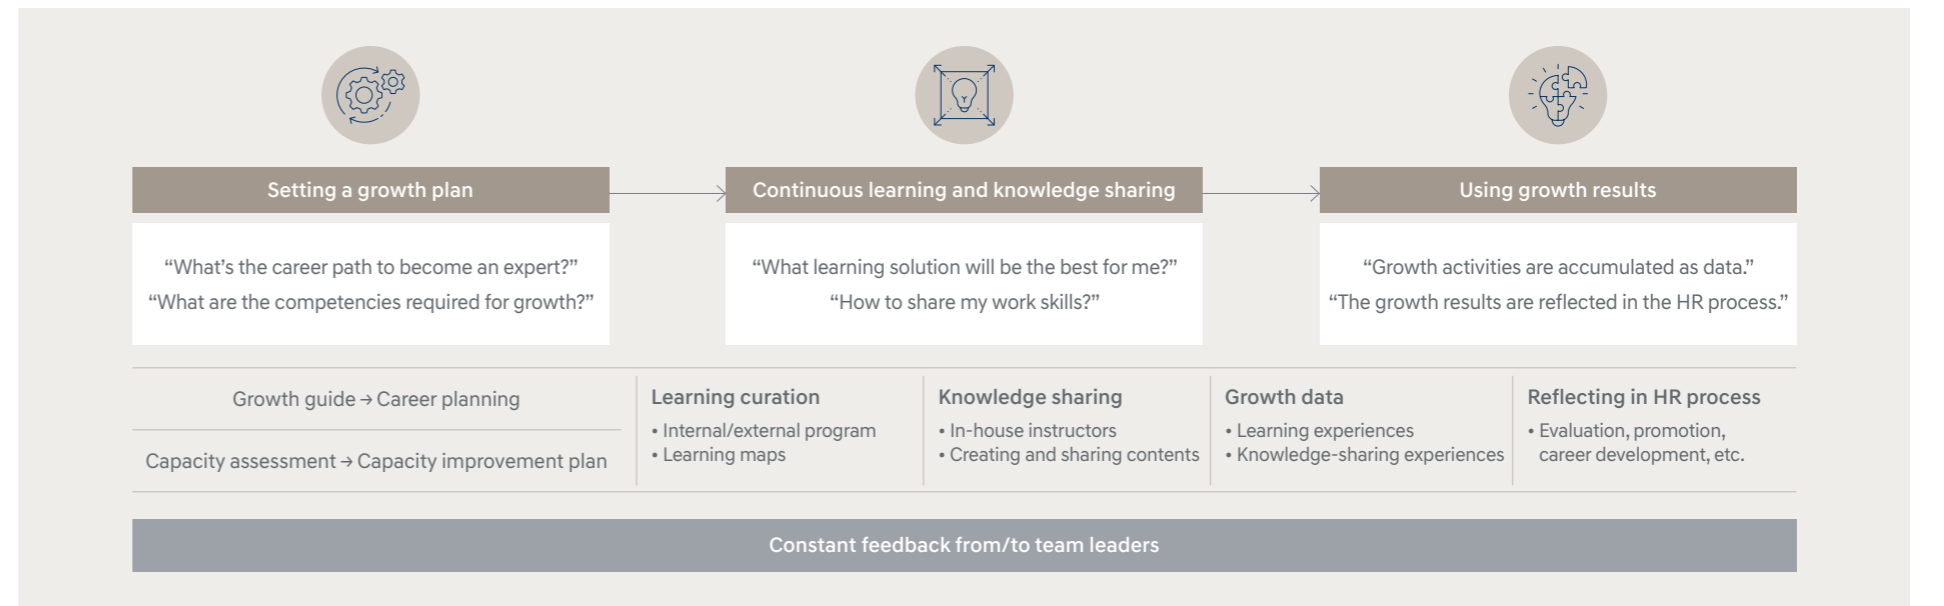 Setting a growth plan
Continuous learning and knowledge sharing
Using growth results
“What’s the career path to become an expert?”
“What are the competencies required for growth?”
“What learning solution will be the best for me?”
“How to share my work skills?”
“Growth activities are accumulated as data.”
“The growth results are reflected in the HR process.”
Growth guide → Career planning
Capacity assessment → Capacity improvement plan
Learning curation
• Internal/external program
• Learning maps
Knowledge sharing
• In-house instructors
• Creating and sharing contents
Growth data
• Learning experiences
• Knowledge-sharing experiences
Reflecting in HR process
• Evaluation, promotion,
career development, etc.
Constant feedback from/to team leaders